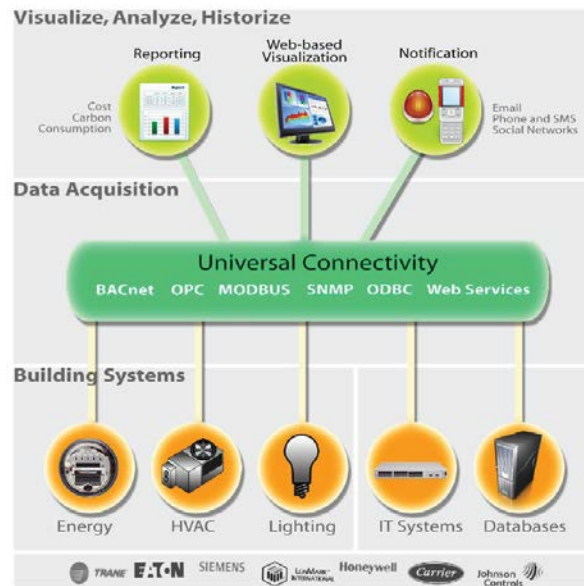 Visualize, Analyze, Historize
Reporting
Web-based
Visualization
Notification
Cost
Carbon
Consumption
Email
Phone and SMS
Social Networks
Data Acquisition
Universal Connectivity
BACnet OPC MODBUS SNMP ODBC Web Services
Building Systems
Energy HVAC Lighting IT Systems Databases
TRANE EATON SIEMENS LONMARK INTERNATIONAL Honeywell Carrier Johnson Controls